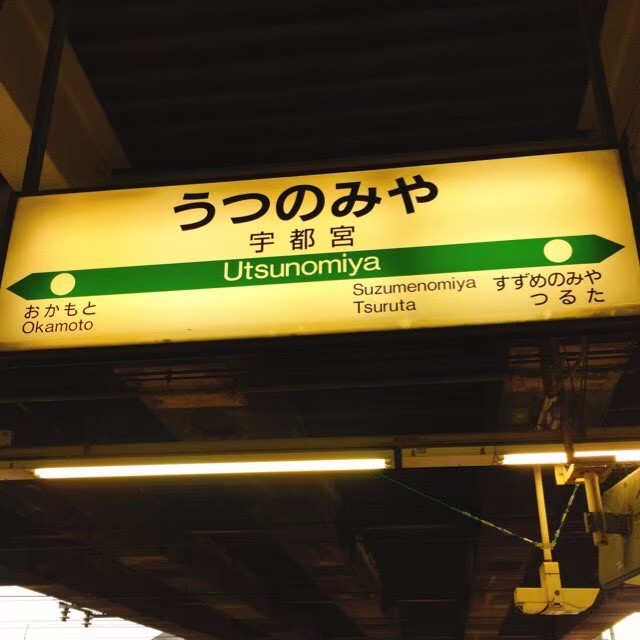 うつのみや
宇都宮
Utsunomiya
おかもと
Okamoto
Suzumenomiya すずめのみや
Tsuruta つるた